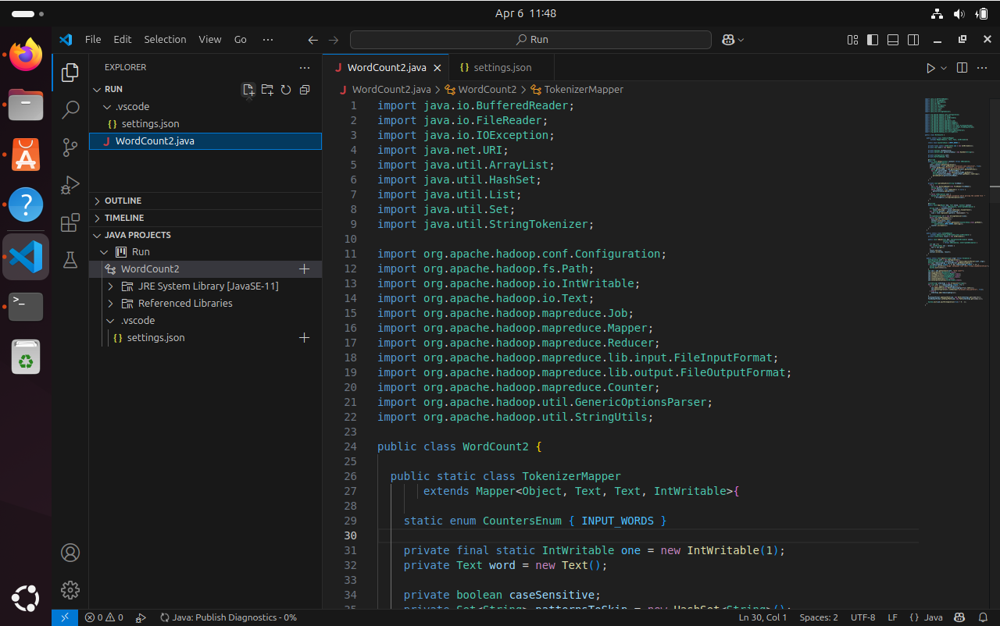 Apr 6 11:48
File Edit Selection View Go ···
Run
EXPLORER
RUN
.vscode
{} settings.json
J WordCount2.java
OUTLINE
TIMELINE
JAVA PROJECTS
Run
WordCount2
JRE System Library [JavaSE-11]
Referenced Libraries
.vscode
{} settings.json
J WordCount2.java
{} settings.json
J WordCount2.java > WordCount2 > TokenizerMapper
1 import java.io.BufferedReader;
2 import java.io.FileReader;
3 import java.io.IOException;
4 import java.net.URI;
5 import java.util.ArrayList;
6 import java.util.HashSet;
7 import java.util.List;
8 import java.util.Set;
9 import java.util.StringTokenizer;
10
11 import org.apache.hadoop.conf.Configuration;
12 import org.apache.hadoop.fs.Path;
13 import org.apache.hadoop.io.IntWritable;
14 import org.apache.hadoop.io.Text;
15 import org.apache.hadoop.mapreduce.Job;
16 import org.apache.hadoop.mapreduce.Mapper;
17 import org.apache.hadoop.mapreduce.Reducer;
18 import org.apache.hadoop.mapreduce.lib.input.FileInputFormat;
19 import org.apache.hadoop.mapreduce.lib.output.FileOutputFormat;
20 import org.apache.hadoop.mapreduce.Counter;
21 import org.apache.hadoop.util.GenericOptionsParser;
22 import org.apache.hadoop.util.StringUtils;
23
24 public class WordCount2 {
25
26 public static class TokenizerMapper
27 extends Mapper<Object, Text, Text, IntWritable>{
28
29 static enum CountersEnum { INPUT_WORDS }
30
31 private final static IntWritable one = new IntWritable(1);
32 private Text word = new Text();
33
34 private boolean caseSensitive;
35 private Set<String> patternsToSkip = new HashSet<String>();
0 0 Java: Publish Diagnostics - 0% Ln 30, Col 1 Spaces: 2 UTF-8 LF {} Java